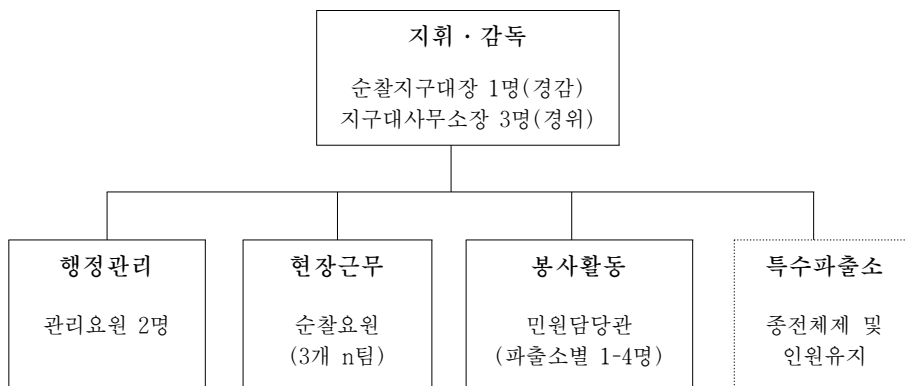 지휘·감독
순찰지구대장 1명(경감)
지구대사무소장 3명(경위)
행정관리
관리요원 2명
현장근무
순찰요원
(3개 n팀)
봉사활동
민원담당관
(파출소별 1-4명)
특수파출소
종전체제 및
인원유지